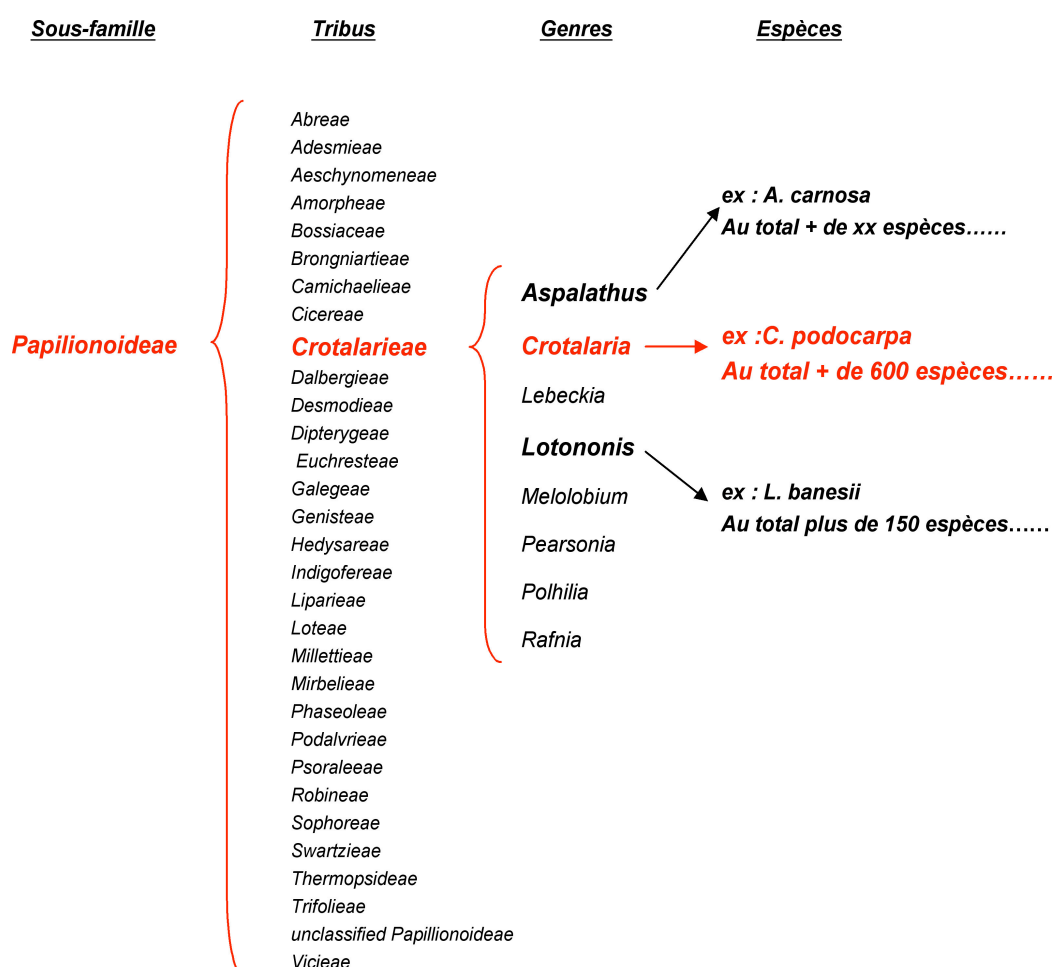 Sous-famille
Tribus
Genres
Espèces
Papilionoideae
Abreae
Adesmieae
Aeschynomeneae
Amorpheae
Bossiaceae
Brongniartieae
Camichaelieae
Cicereae
Crotalarieae
Dalbergieae
Desmodieae
Dipterygeae
Euchresteae
Galegeae
Genisteae
Hedysareae
Indigofereae
Liparieae
Loteae
Millettieae
Mirbelieae
Phaseoleae
Podalyrieae
Psoraleeae
Robineae
Sophoreae
Swartzieae
Thermopsideae
Trifolieae
unclassified Papillionoideae
Vicieae
Aspalathus
Crotalaria
Lebeckia
Lotononis
Melolobium
Pearsonia
Polhilia
Rafnia
ex : A. carnosa
Au total + de xx espèces……
ex :C. podocarpa
Au total + de 600 espèces……
ex : L. banesii
Au total plus de 150 espèces……